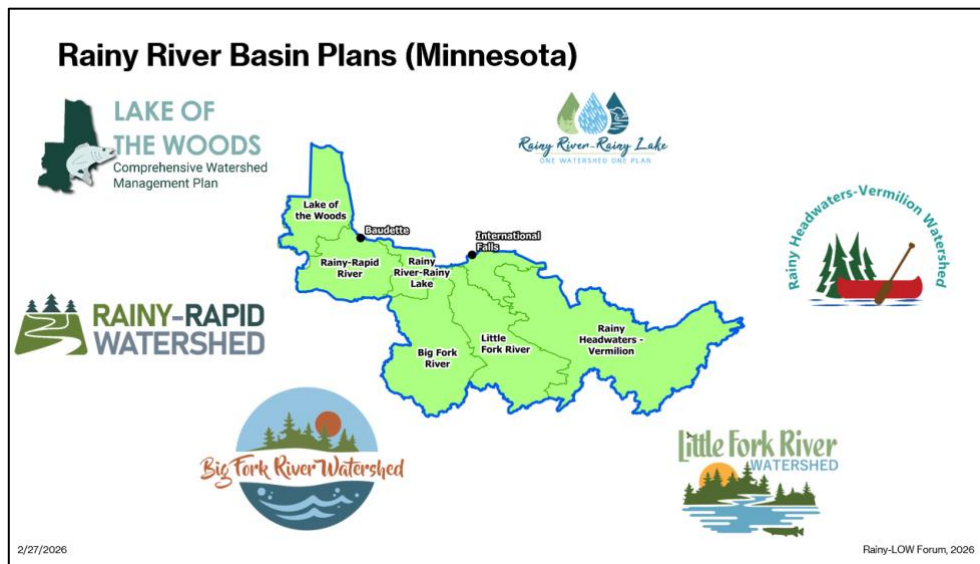 Rainy River Basin Plans (Minnesota)
LAKE OF
THE WOODS
Comprehensive Watershed
Management Plan
Rainy River-Rainy Lake
ONE WATERSHED ONE PLAN
Rainy Headwaters-Vermilion Watershed
Lake of
the Woods
Baudette
International
Falls
Rainy-Rapid
River
Rainy
River-Rainy
Lake
Big Fork
River
Little
Fork River
Rainy
Headwaters -
Vermilion
RAINY-RAPID
WATERSHED
Big Fork River Watershed
Little Fork River
WATERSHED
2/27/2026
Rainy-LOW Forum, 2026